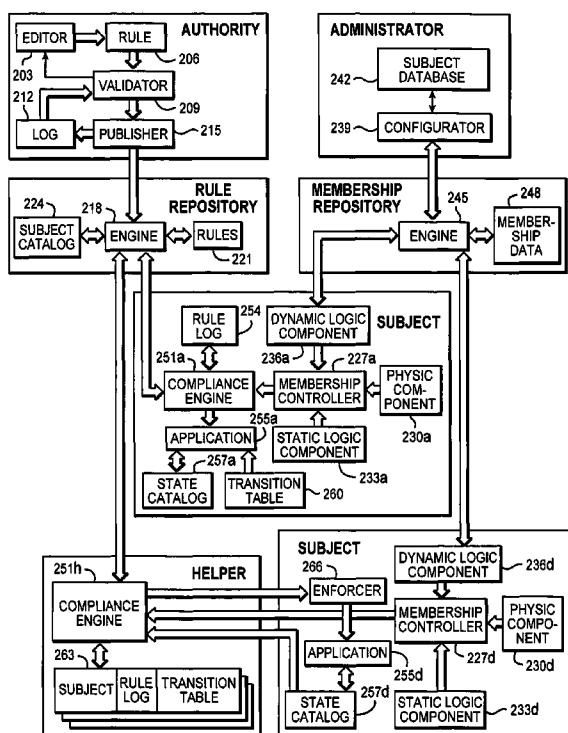 AUTHORITY
EDITOR
RULE
203
206
VALIDATOR
212
209
LOG
PUBLISHER
215
ADMINISTRATOR
242
SUBJECT
DATABASE
239
CONFIGURATOR
RULE
REPOSITORY
224
218
SUBJECT
CATALOG
ENGINE
RULES
221
MEMBERSHIP
REPOSITORY
245
248
ENGINE
MEMBER-
SHIP
DATA
RULE
LOG
254
DYNAMIC LOGIC
COMPONENT
SUBJECT
236a
251a
227a
COMPLIANCE
ENGINE
MEMBERSHIP
CONTROLLER
PHYSIC
COM-
PONENT
230a
APPLICATION
255a
STATIC LOGIC
COMPONENT
257a
233a
STATE
CATALOG
TRANSITION
TABLE
260
HELPER
251h
COMPLIANCE
ENGINE
263
SUBJECT
RULE
LOG
TRANSITION
TABLE
SUBJECT
266
ENFORCER
DYNAMIC LOGIC
COMPONENT
236d
MEMBERSHIP
CONTROLLER
227d
PHYSIC
COMPO-
NENT
230d
APPLICATION
255d
STATE
CATALOG
257d
STATIC LOGIC
COMPONENT
233d